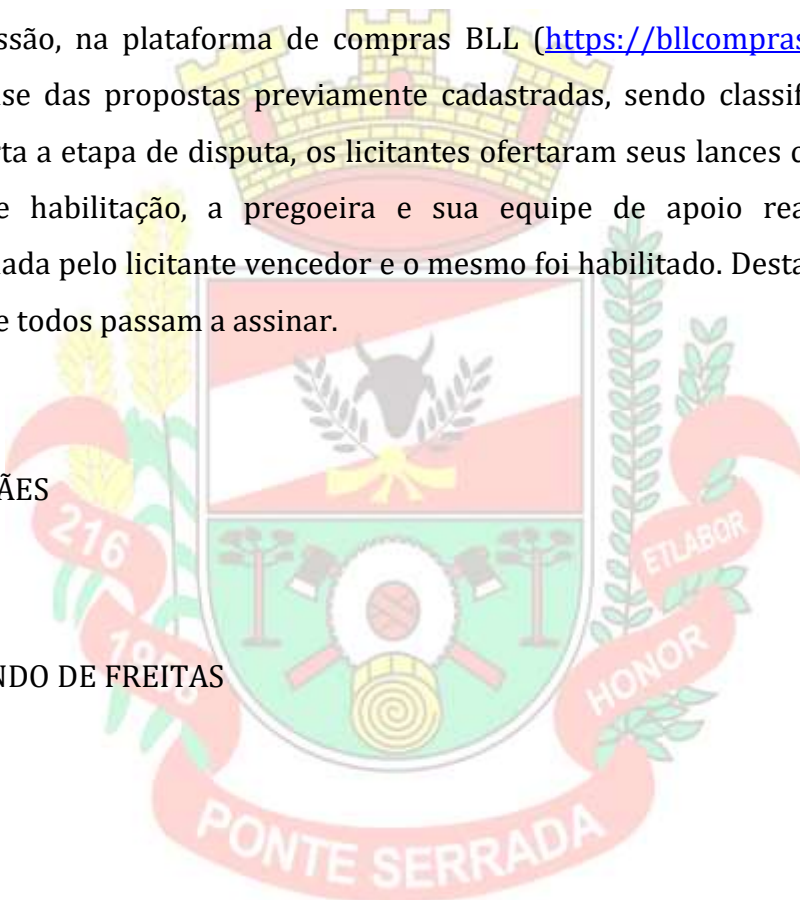 ssão, na plataforma de compras BLL (https://bllcompras
se das propostas previamente cadastradas, sendo classif
rta a etapa de disputa, os licitantes ofertaram seus lances
e habilitação, a pregoeira e sua equipe de apoio rea
ada pelo licitante vencedor e o mesmo foi habilitado. Desta
e todos passam a assinar.
ÃES
216
ETLABOR
NDO DE FREITAS
1958
HONOR
PONTE SERRADA